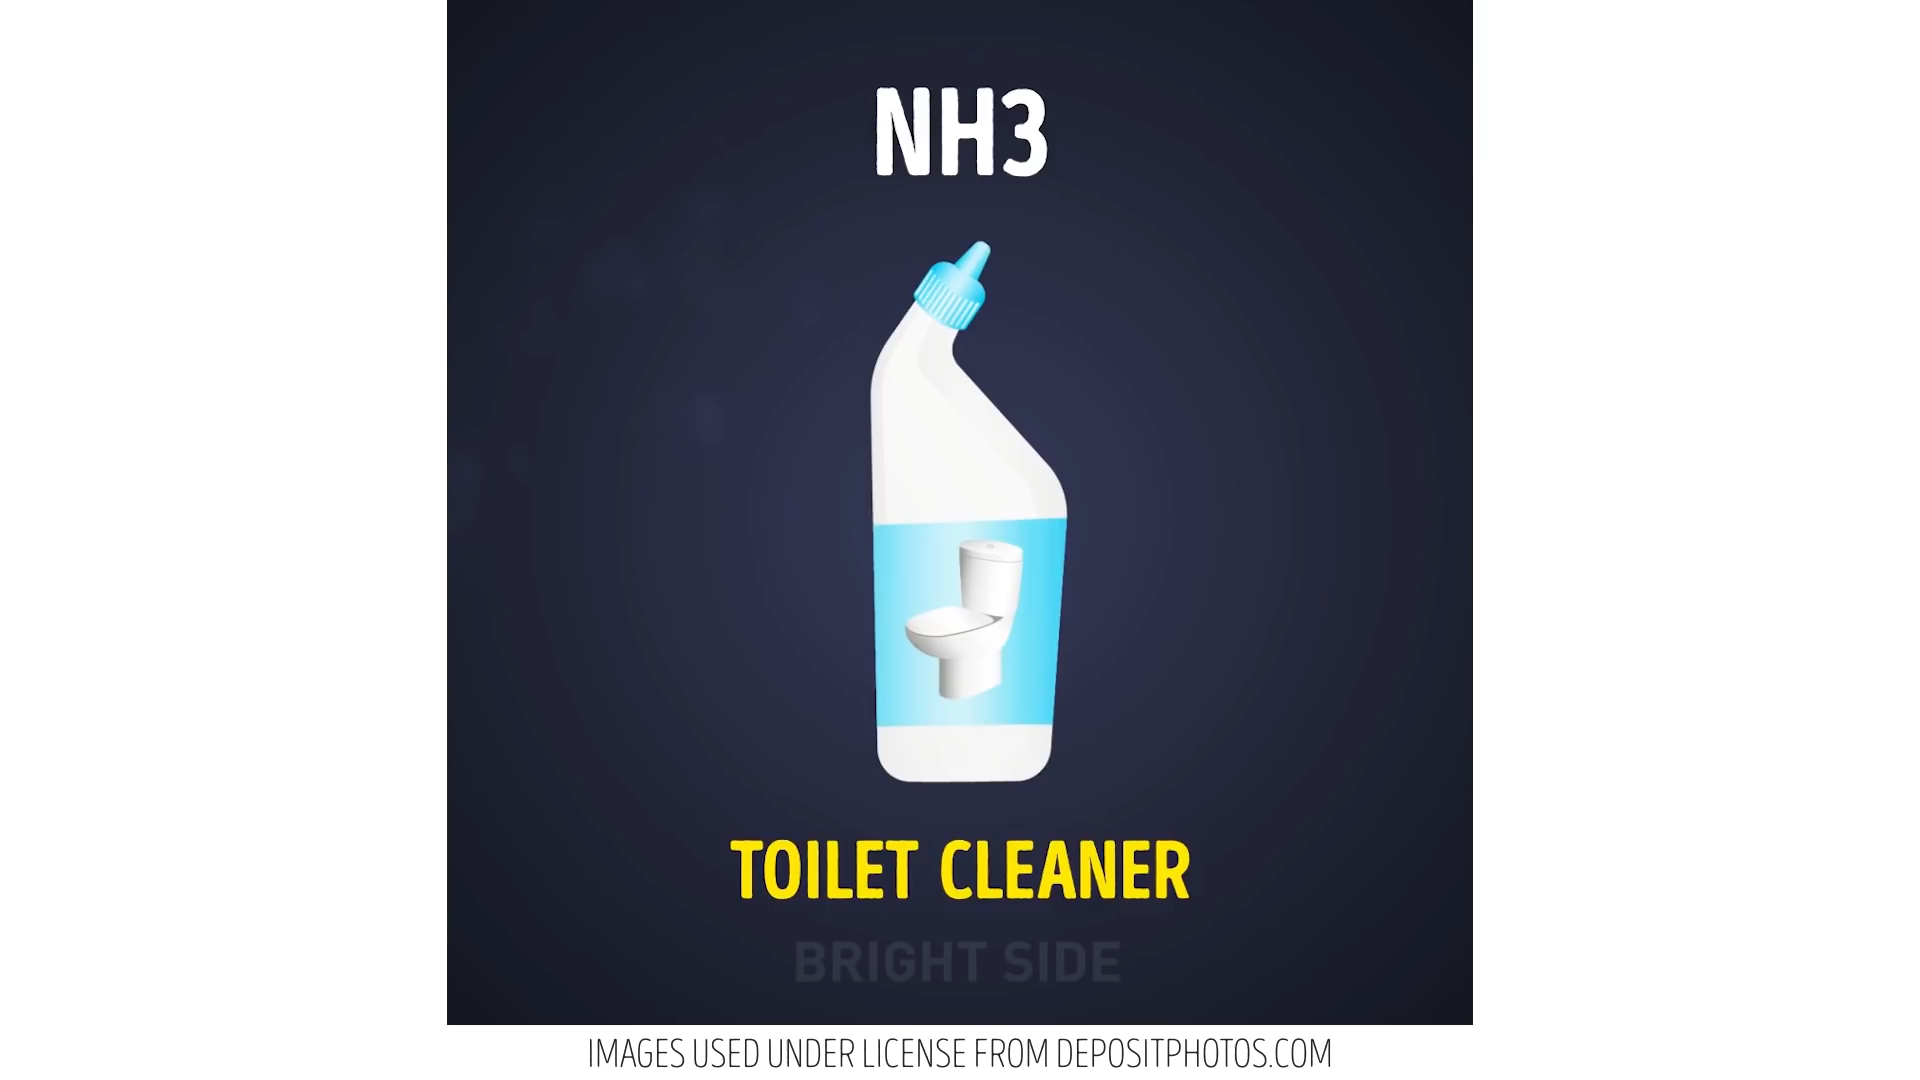 NH3
TOILET CLEANER
BRIGHT SIDE
IMAGES USED UNDER LICENSE FROM DEPOSITPHOTOS.COM